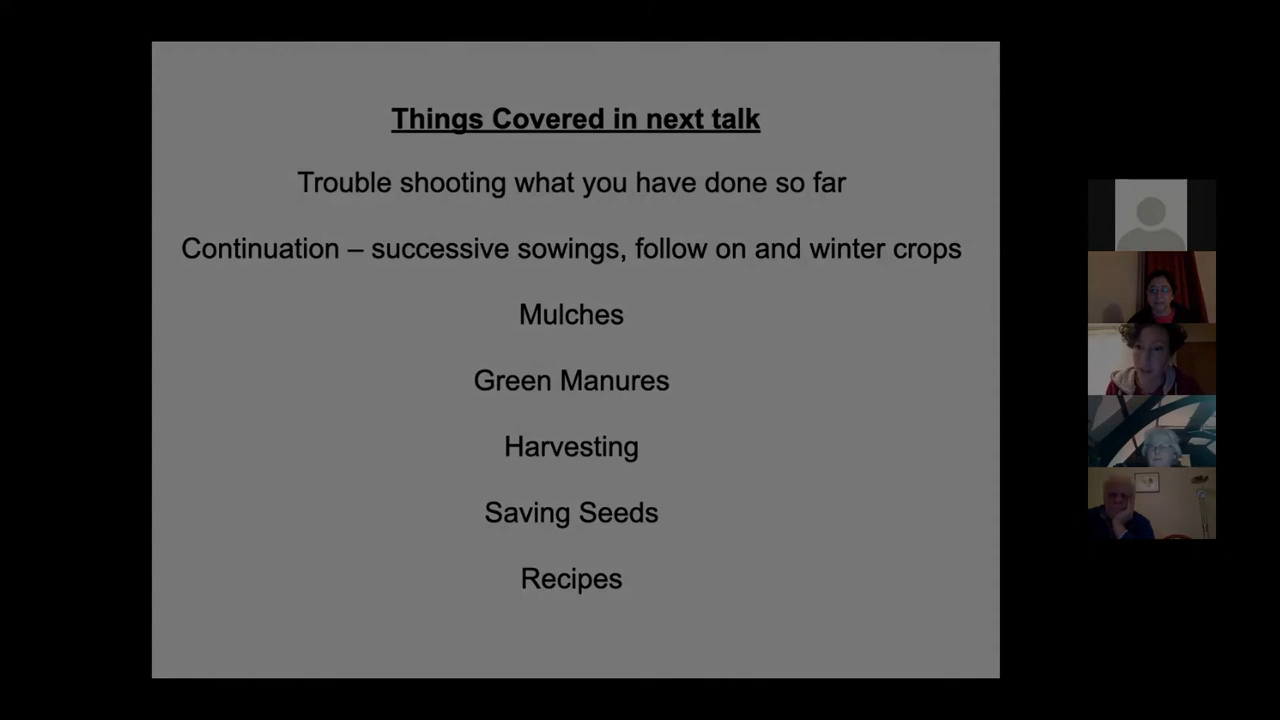 Things Covered in next talk
Trouble shooting what you have done so far
Continuation – successive sowings, follow on and winter crops
Mulches
Green Manures
Harvesting
Saving Seeds
Recipes